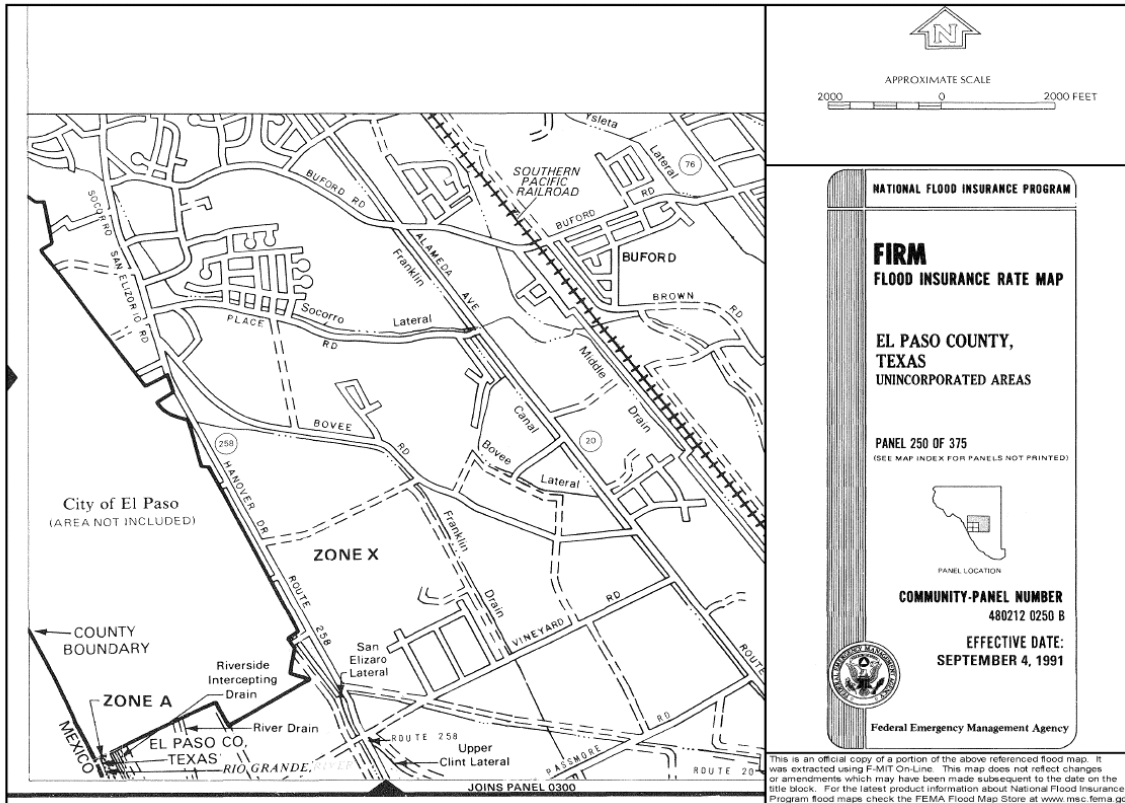 N
APPROXIMATE SCALE
2000 0 2000 FEET
NATIONAL FLOOD INSURANCE PROGRAM
FIRM
FLOOD INSURANCE RATE MAP
EL PASO COUNTY,
TEXAS
UNINCORPORATED AREAS
PANEL 250 OF 375
(SEE MAP INDEX FOR PANELS NOT PRINTED)
PANEL LOCATION
COMMUNITY-PANEL NUMBER
480212 0250 B
EFFECTIVE DATE:
SEPTEMBER 4, 1991
FEDERAL EMERGENCY MANAGEMENT AGENCY
Federal Emergency Management Agency
This is an official copy of a portion of the above referenced flood map. It
was extracted using F-MIT On-Line. This map does not reflect changes
or amendments which may have been made subsequent to the date on the
title block. For the latest product information about National Flood Insurance
Program flood maps check the FEMA Flood Map Store at www.msc.fema.go
Ysleta
Lateral
76
SOUTHERN
PACIFIC
RAILROAD
BUFORD RD
BUFORD RD
BUFORD
BROWN RD
SOCORRO SAN ELIZORIO RD
ALAMEDA AVE
Franklin
Canal
Socorro Lateral
PLACE RD
Middle
Drain
20
258
BOVEE RD
Bovee
Lateral
HANOVER DR
City of El Paso
(AREA NOT INCLUDED)
ZONE X
Franklin
Drain
ROUTE 258
VINEYARD RD
ROUTE
COUNTY
BOUNDARY
San
Elizaro
Lateral
Riverside
Intercepting
Drain
ZONE A
River Drain
EL PASO CO,
TEXAS
MEXICO
RIO GRANDE RIVER
ROUTE 258
Upper
Clint Lateral
PASSMORE RD
ROUTE 20
JOINS PANEL 0300